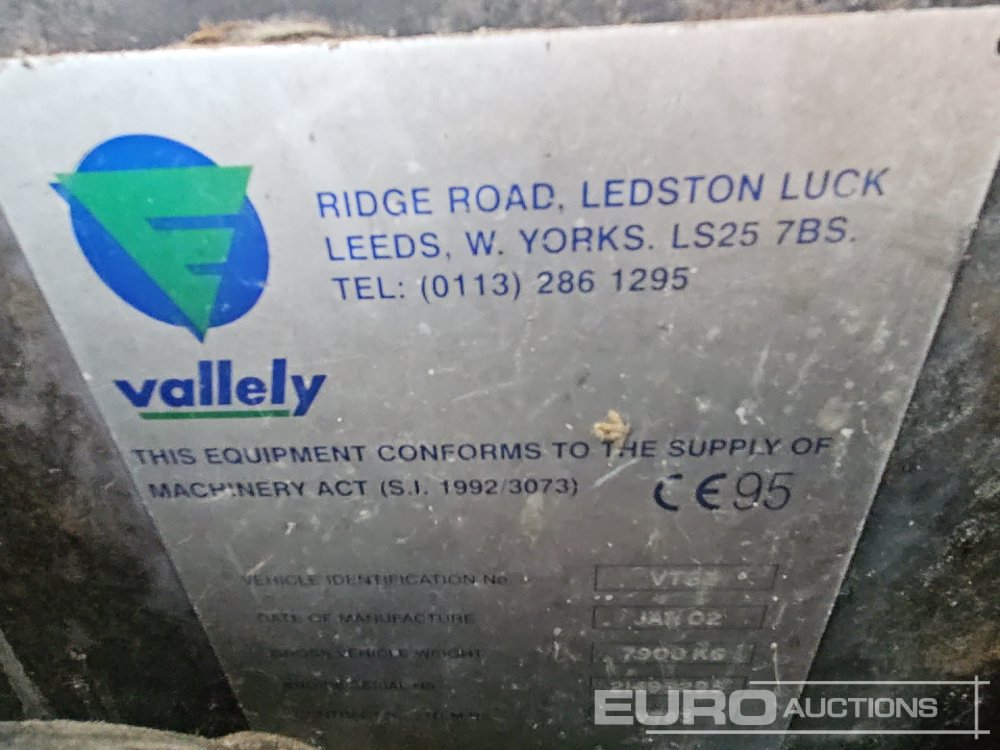 RIDGE ROAD, LEDSTON LUCK
LEEDS, W. YORKS. LS25 7BS.
TEL: (0113) 286 1295
vallely
THIS EQUIPMENT CONFORMS TO THE SUPPLY OF
MACHINERY ACT (S.I. 1992/3073) CE95
VEHICLE IDENTIFICATION No
DATE OF MANUFACTURE JAN 02
GROSS VEHICLE WEIGHT 7900 KG
EURO AUCTIONS